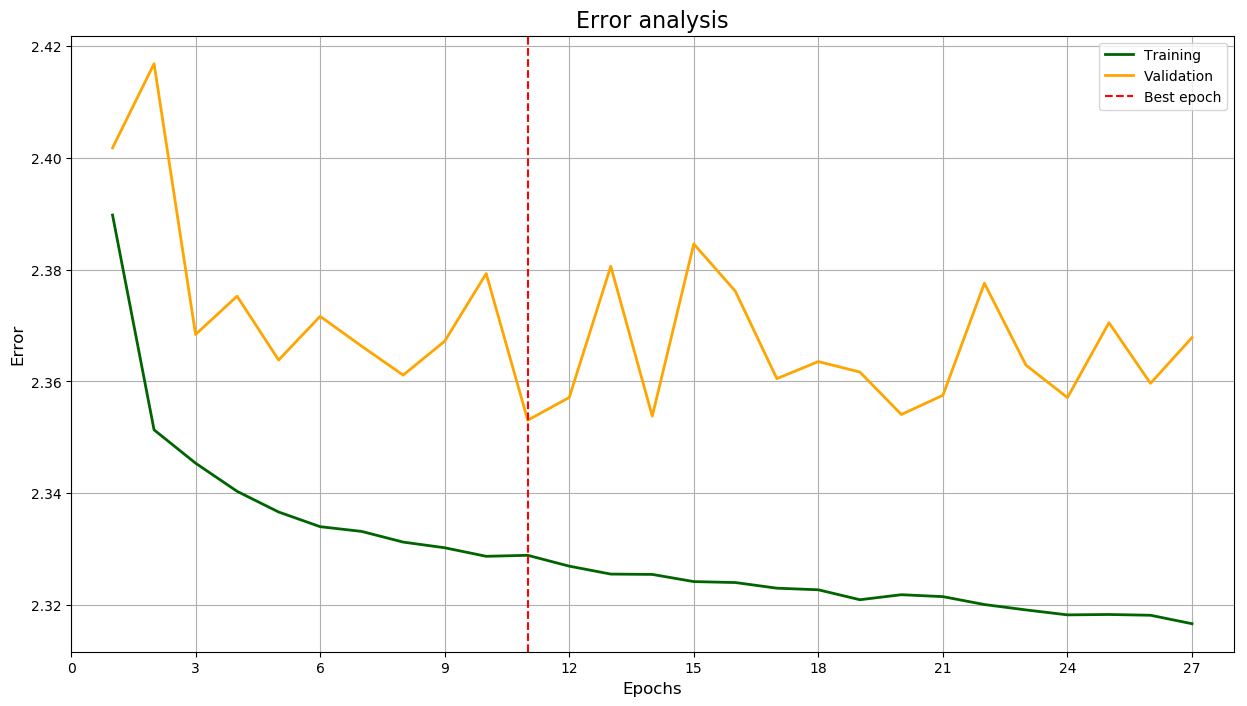 Error analysis
Training
Validation
Best epoch
2.42
2.40
2.38
2.36
2.34
2.32
Error
0 3 6 9 12 15 18 21 24 27
Epochs